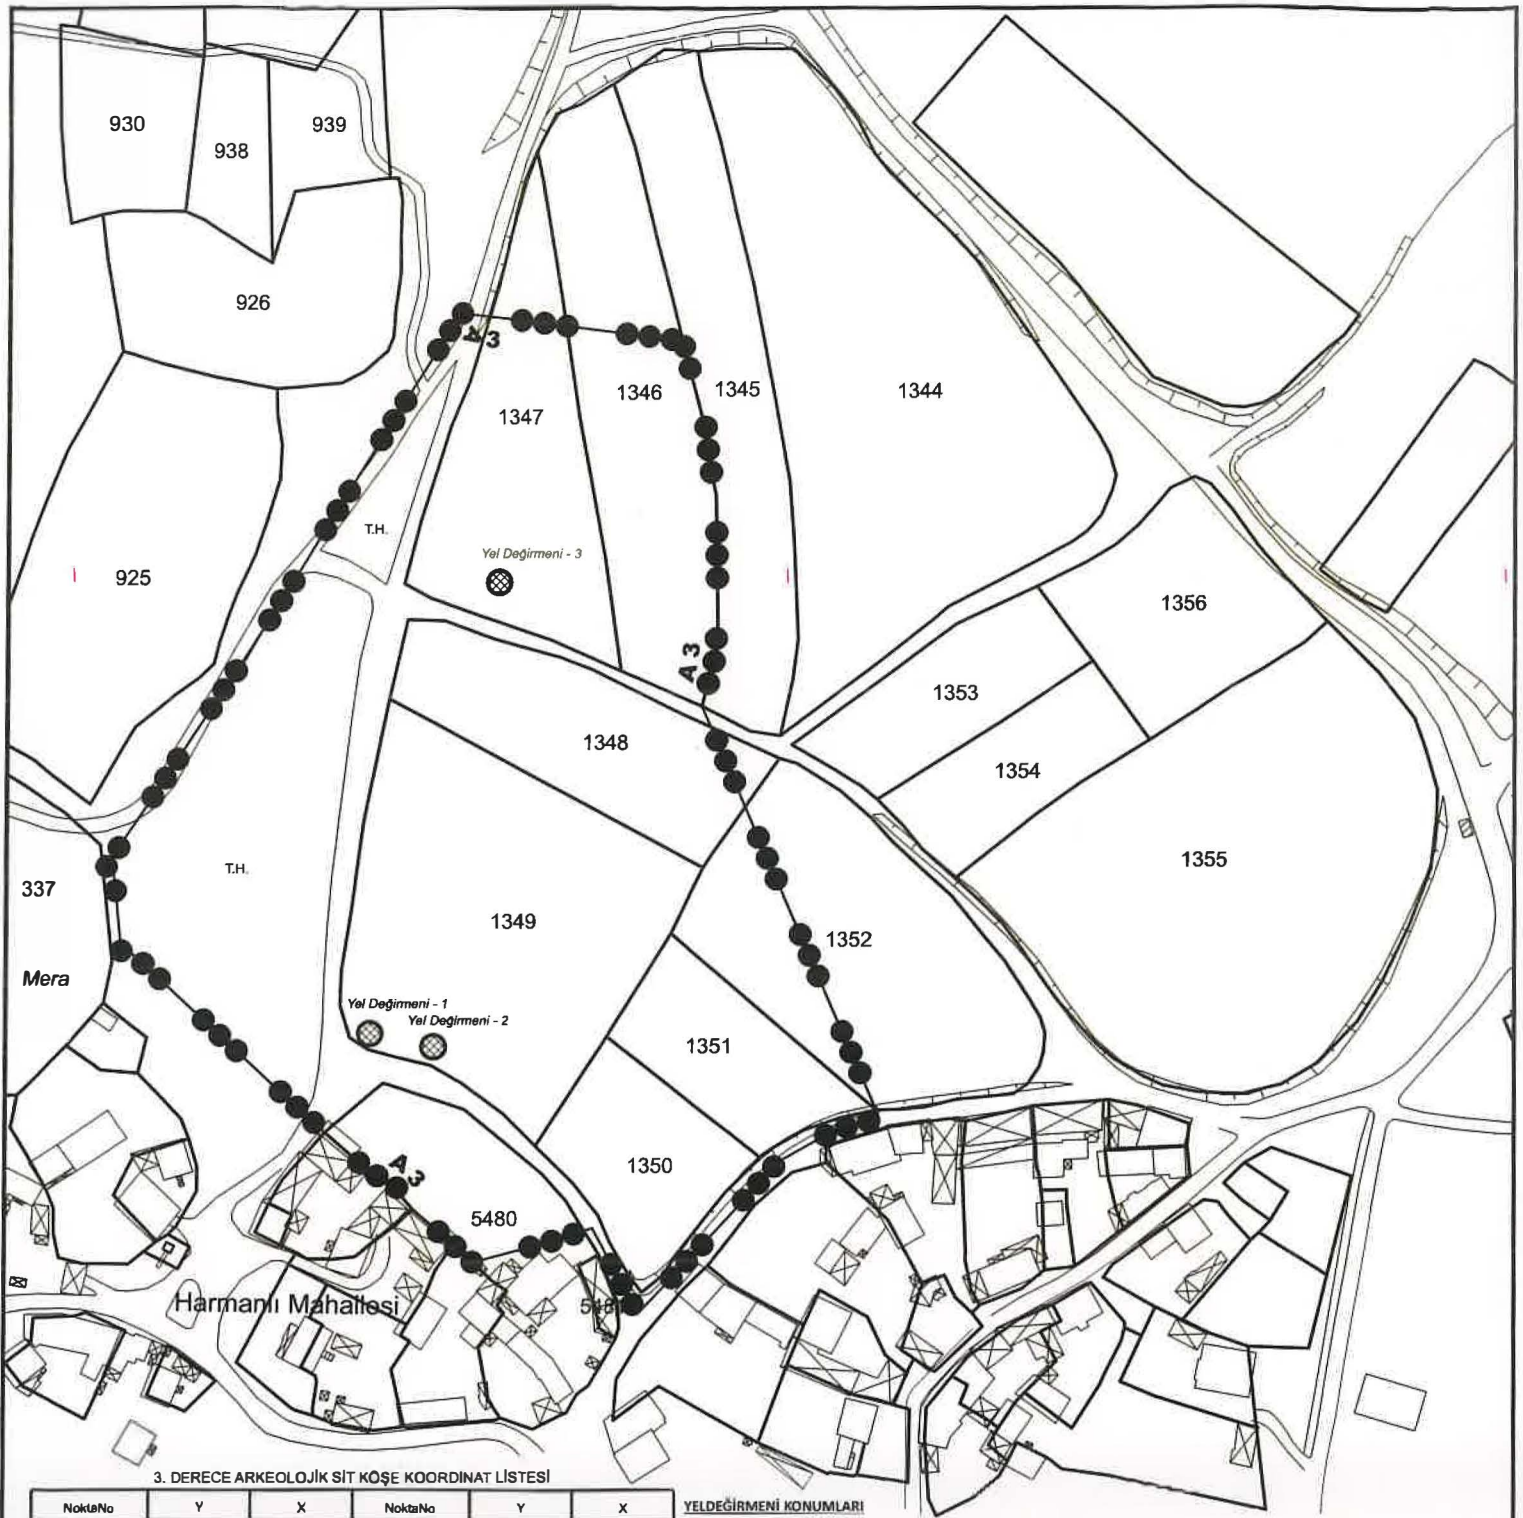 930
938
939
926
A 3
1347
1346
1345
1344
T.H.
Yel Değirmeni - 3
925
1356
A 3
1353
1348
1354
T.H.
1355
337
1349
1352
Mera
Yel Değirmeni - 1
Yel Değirmeni - 2
1351
A 3
1350
5480
Harmanlı Mahallesi
3. DERECE ARKEOLOJİK SİT KÖŞE KOORDİNAT LİSTESİ
NoktaNo Y X NoktaNo Y X
YELDEĞİRMENİ KONUMLARI